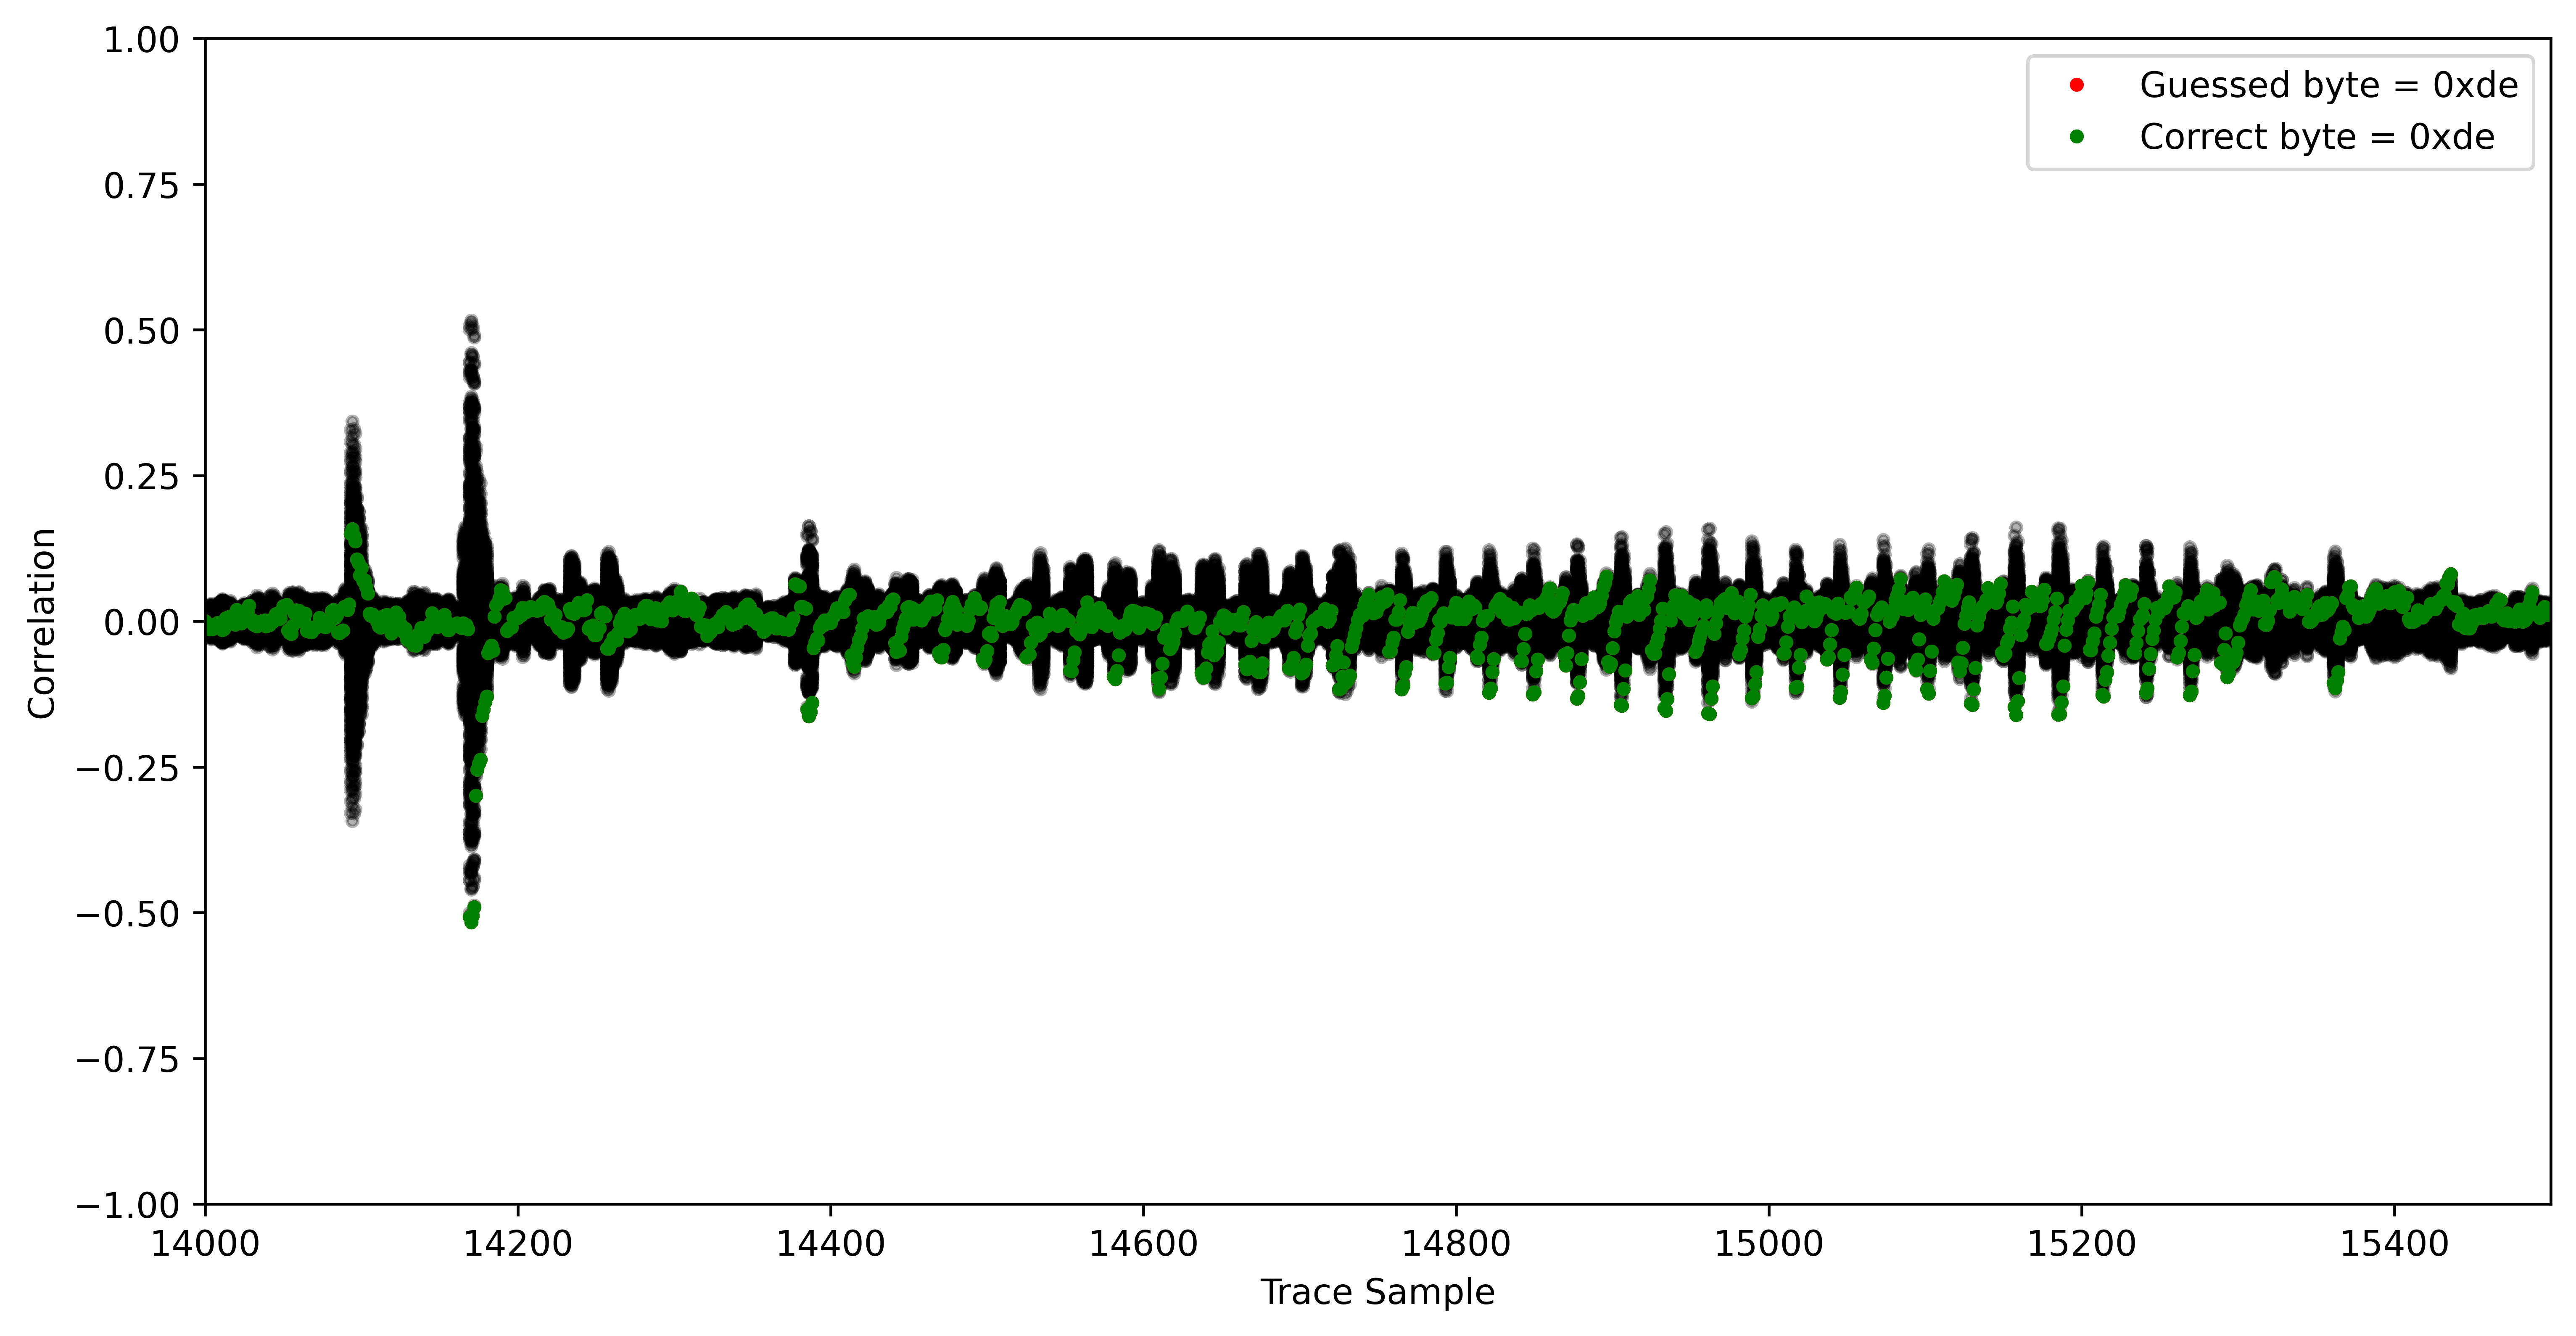 1.00
0.75
0.50
0.25
0.00
−0.25
−0.50
−0.75
−1.00
Correlation
14000 14200 14400 14600 14800 15000 15200 15400
Trace Sample
Guessed byte = 0xde
Correct byte = 0xde